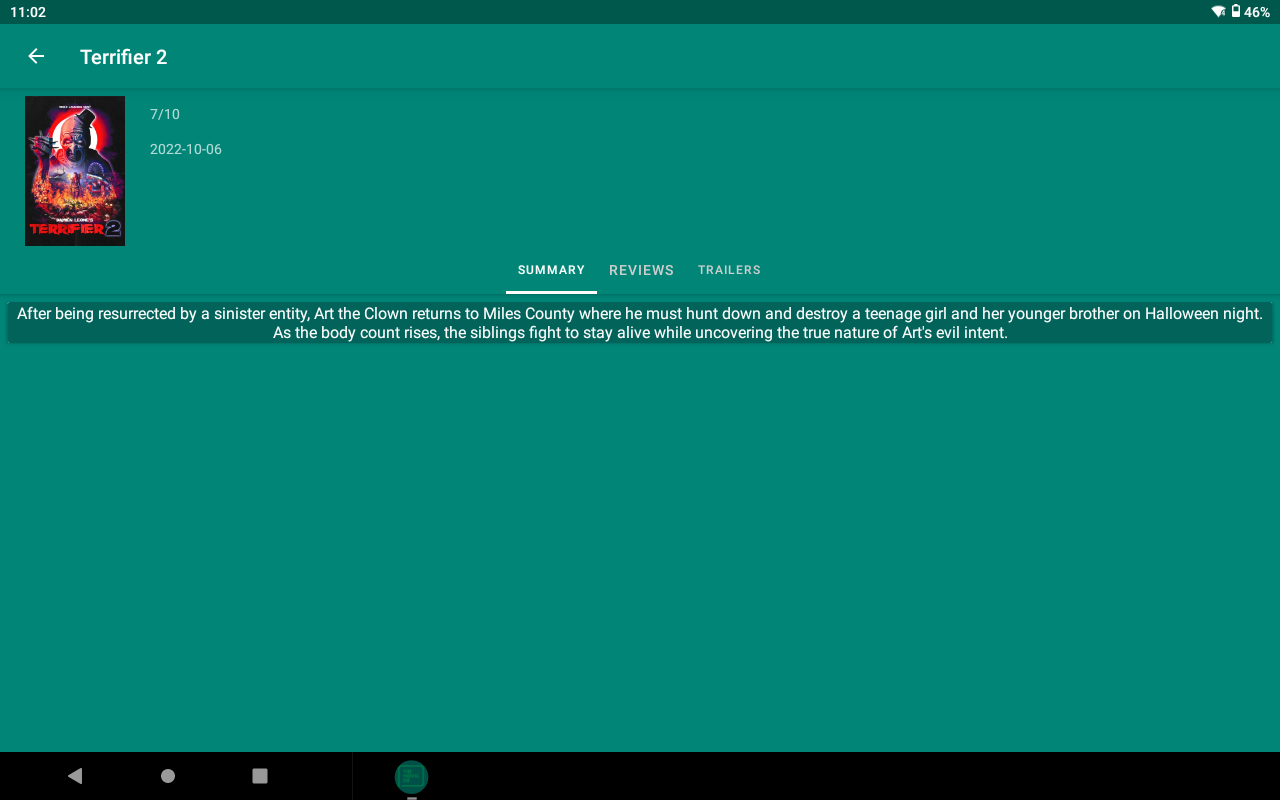 11:02
46%
Terrifier 2
7/10
2022-10-06
DAMIEN LEONE'S
TERRIFIER 2
SUMMARY
REVIEWS
TRAILERS
After being resurrected by a sinister entity, Art the Clown returns to Miles County where he must hunt down and destroy a teenage girl and her younger brother on Halloween night.
As the body count rises, the siblings fight to stay alive while uncovering the true nature of Art's evil intent.